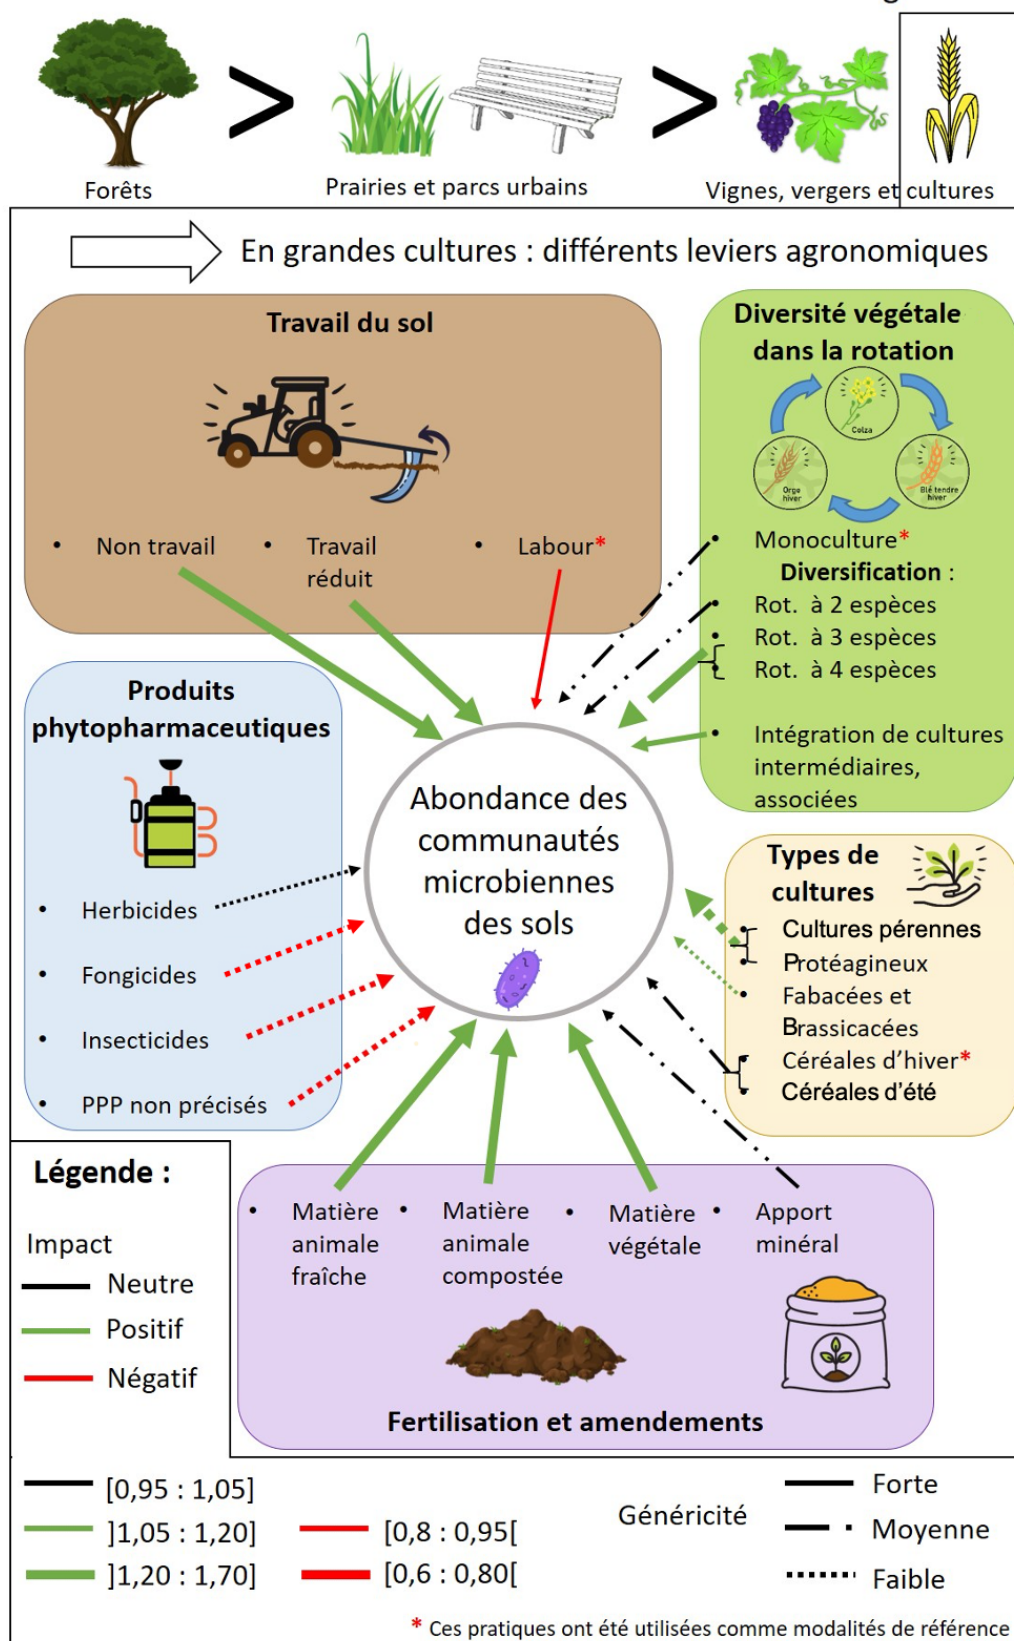 Forêts
Prairies et parcs urbains
Vignes, vergers et cultures
En grandes cultures : différents leviers agronomiques
Travail du sol
• Non travail
• Travail
réduit
• Labour*
Diversité végétale
dans la rotation
Colza
Orge
hiver
Blé tendre
hiver
• Monoculture*
Diversification :
• Rot. à 2 espèces
• Rot. à 3 espèces
• Rot. à 4 espèces
• Intégration de cultures
intermédiaires,
associées
Produits
phytopharmaceutiques
• Herbicides
• Fongicides
• Insecticides
• PPP non précisés
Abondance des
communautés
microbiennes
des sols
Types de
cultures
• Cultures pérennes
• Protéagineux
• Fabacées et
Brassicacées
• Céréales d'hiver*
• Céréales d'été
• Matière
animale
fraîche
• Matière
animale
compostée
• Matière
végétale
• Apport
minéral
Fertilisation et amendements
Légende :
Impact
Neutre
Positif
Négatif
[0,95 : 1,05]
]1,05 : 1,20]
]1,20 : 1,70]
[0,8 : 0,95[
[0,6 : 0,80[
Généricité
Forte
Moyenne
Faible
* Ces pratiques ont été utilisées comme modalités de référence